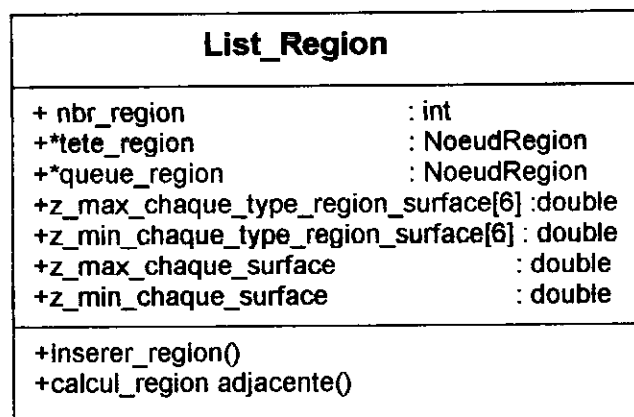 List_Region
+ nbr_region : int
+*tete_region : NoeudRegion
+*queue_region : NoeudRegion
+z_max_chaque_type_region_surface[6] :double
+z_min_chaque_type_region_surface[6] : double
+z_max_chaque_surface : double
+z_min_chaque_surface : double
+inserer_region()
+calcul_region adjacente()